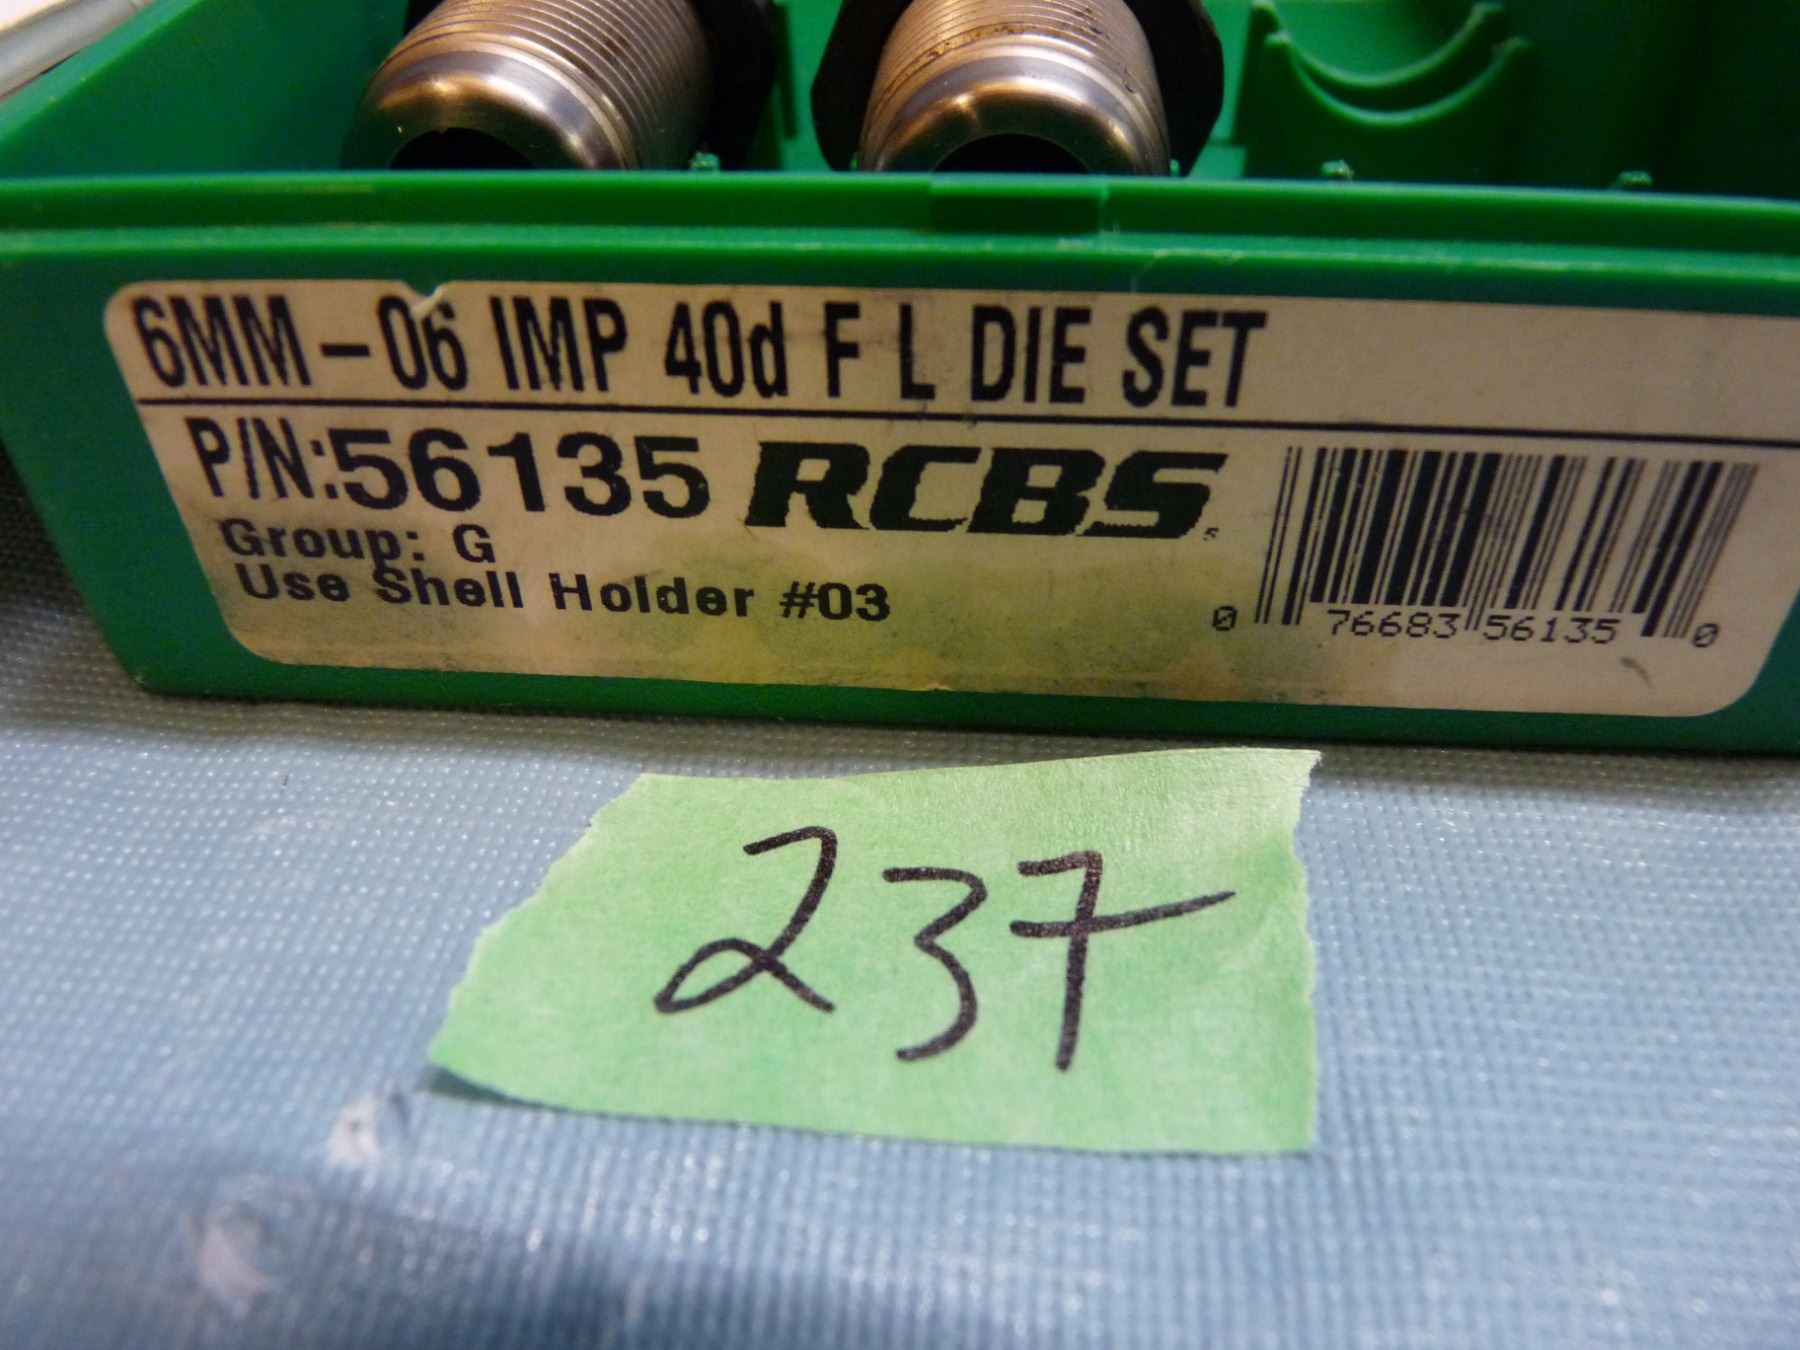 6MM-06 IMP 40d F L DIE SET
P/N:56135 RCBS
Group: G
Use Shell Holder #03
0 76683 56135 0
237